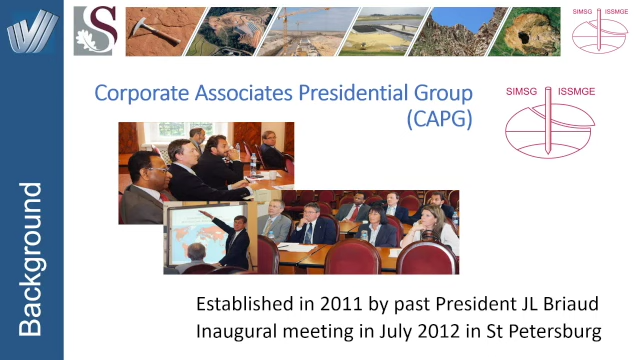 S
SIMSG ISSMGE
Corporate Associates Presidential Group
(CAPG)
SIMSG ISSMGE
Background
Established in 2011 by past President JL Briaud
Inaugural meeting in July 2012 in St Petersburg